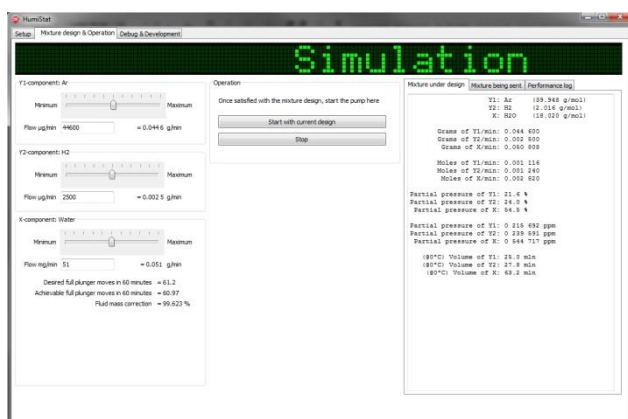 HumiStat
Setup
Mixture design & Operation
Debug & Development
Simulation
Y1-component: Ar
Minimum
Maximum
Flow µg/min
44600
= 0.044 6 g/min
Y2-component: H2
Minimum
Maximum
Flow µg/min
2500
= 0.002 5 g/min
X-component: Water
Minimum
Maximum
Flow mg/min
51
= 0.051 g/min
Desired full plunger moves in 60 minutes = 61.2
Achievable full plunger moves in 60 minutes = 60.97
Fluid mass correction = 99.623 %
Operation
Once satisfied with the mixture design, start the pump here
Start with current design
Stop
Mixture under design
Mixture being sent
Performance log
Y1: Ar (39.948 g/mol)
Y2: H2 (2.016 g/mol)
X: H2O (18.020 g/mol)
Grams of Y1/min: 0.044 600
Grams of Y2/min: 0.002 500
Grams of X/min: 0.050 808
Moles of Y1/min: 0.001 116
Moles of Y2/min: 0.001 240
Moles of X/min: 0.002 820
Partial pressure of Y1: 21.6 %
Partial pressure of Y2: 24.0 %
Partial pressure of X: 54.5 %
Partial pressure of Y1: 0 215 692 ppm
Partial pressure of Y2: 0 239 591 ppm
Partial pressure of X: 0 544 717 ppm
(@0°C) Volume of Y1: 25.0 mln
(@0°C) Volume of Y2: 27.8 mln
(@0°C) Volume of X: 63.2 mln